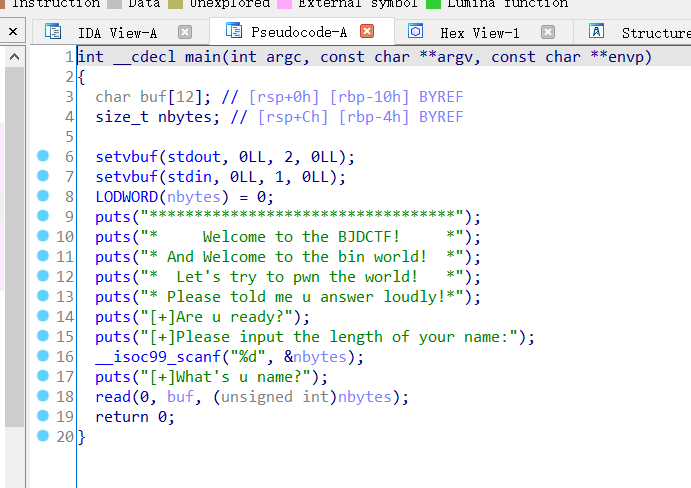 Instruction Data Unexplored External symbol Lumina function
IDA View-A Pseudocode-A Hex View-1 Structure
1 int __cdecl main(int argc, const char **argv, const char **envp)
2 {
3 char buf[12]; // [rsp+0h] [rbp-10h] BYREF
4 size_t nbytes; // [rsp+Ch] [rbp-4h] BYREF
5
6 setvbuf(stdout, 0LL, 2, 0LL);
7 setvbuf(stdin, 0LL, 1, 0LL);
8 LODWORD(nbytes) = 0;
9 puts("**********************************");
10 puts("*     Welcome to the BJDCTF!     *");
11 puts("* And Welcome to the bin world!  *");
12 puts("*  Let's try to pwn the world!   *");
13 puts("* Please told me u answer loudly!*");
14 puts("[+]Are u ready?");
15 puts("[+]Please input the length of your name:");
16 __isoc99_scanf("%d", &nbytes);
17 puts("[+]What's u name?");
18 read(0, buf, (unsigned int)nbytes);
19 return 0;
20 }